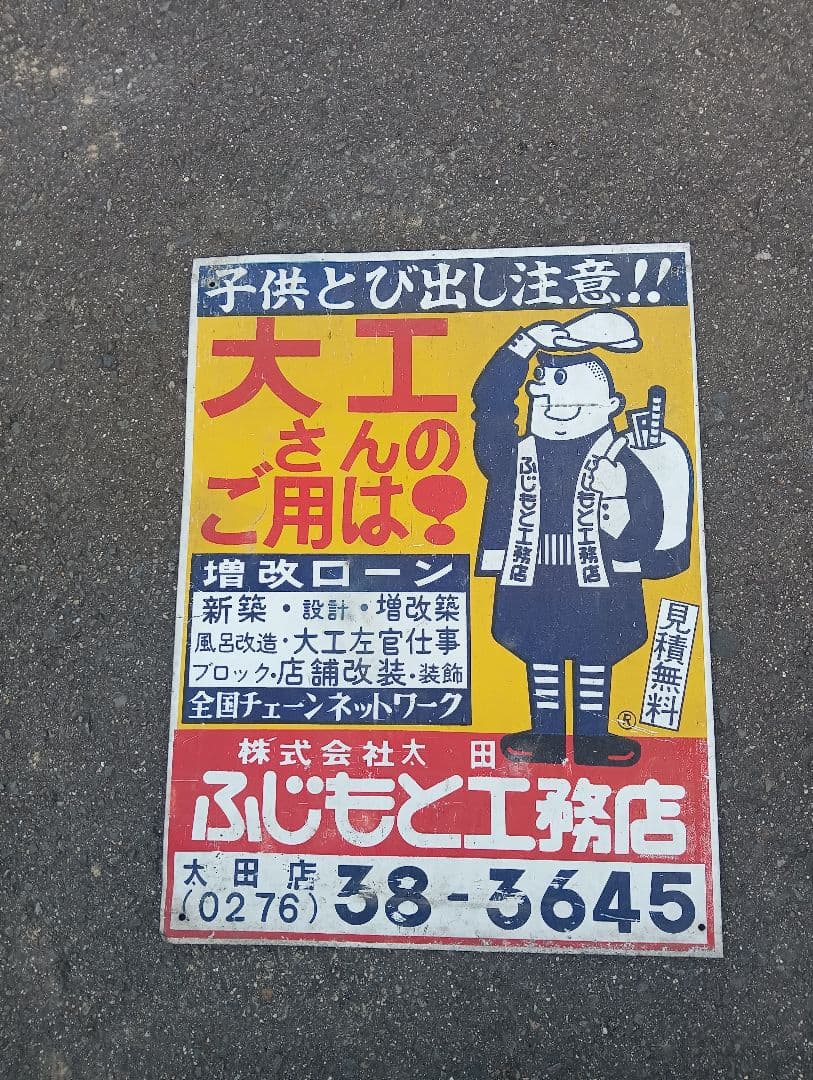 子供とび出し注意!!
大工
さんの
ご用は!
ふじもと工務店
ふじもと工務店
増改ローン
新築・設計・増改築
風呂改造・大工左官仕事
ブロック・店舗改装・装飾
全国チェーンネットワーク
見積無料
®
株式会社太田
ふじもと工務店
太田店
(0276) 38-3645